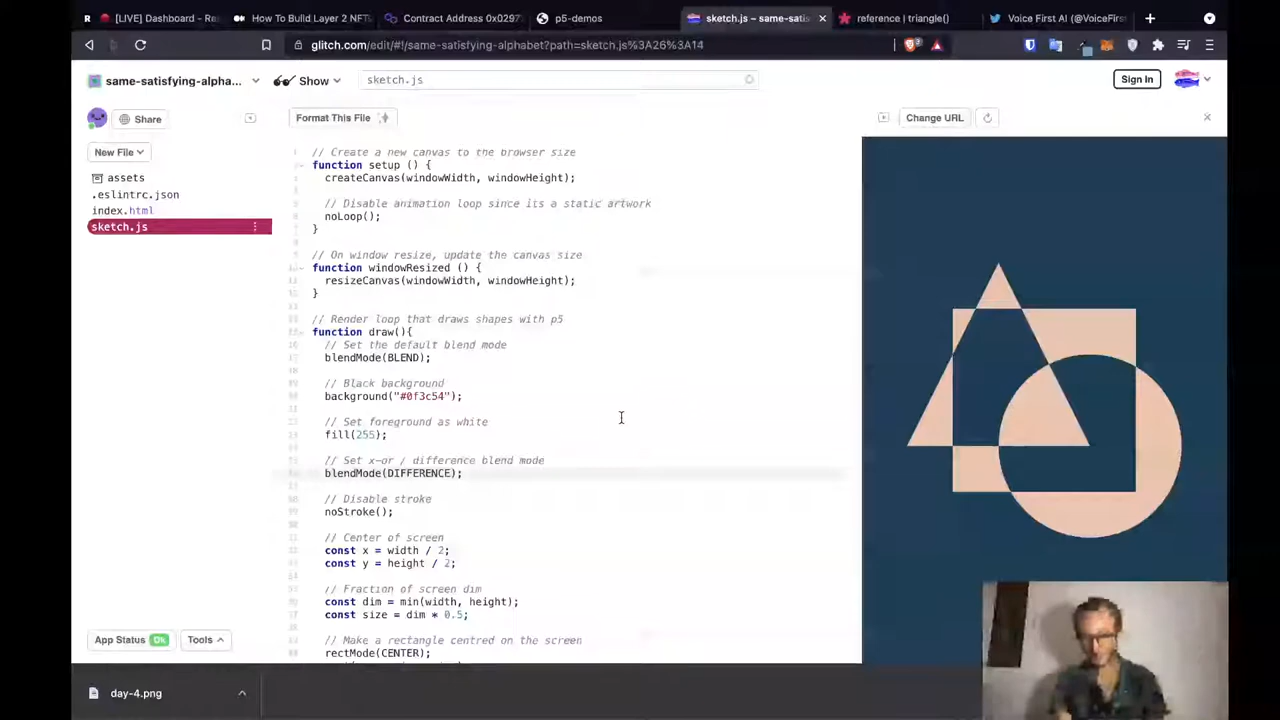 [LIVE] Dashboard - Re
How To Build Layer 2 NFT
Contract Address 0x0297
p5-demos
sketch.js – same-satis
reference | triangle()
Voice First AI (@VoiceFirs
glitch.com/edit/#!/same-satisfying-alphabet?path=sketch.js%3A26%3A14
same-satisfying-alpha...
Show
sketch.js
Sign In
Share
Format This File
Change URL
New File
assets
.eslintrc.json
index.html
sketch.js
// Create a new canvas to the browser size
function setup () {
createCanvas(windowWidth, windowHeight);
// Disable animation loop since its a static artwork
noLoop();
}
// On window resize, update the canvas size
function windowResized () {
resizeCanvas(windowWidth, windowHeight);
}
// Render loop that draws shapes with p5
function draw(){
// Set the default blend mode
blendMode(BLEND);
// Black background
background("#0f3c54");
// Set foreground as white
fill(255);
// Set x-or / difference blend mode
blendMode(DIFFERENCE);
// Disable stroke
noStroke();
// Center of screen
const x = width / 2;
const y = height / 2;
// Fraction of screen dim
const dim = min(width, height);
const size = dim * 0.5;
// Make a rectangle centred on the screen
rectMode(CENTER);
App Status Ok
Tools
day-4.png